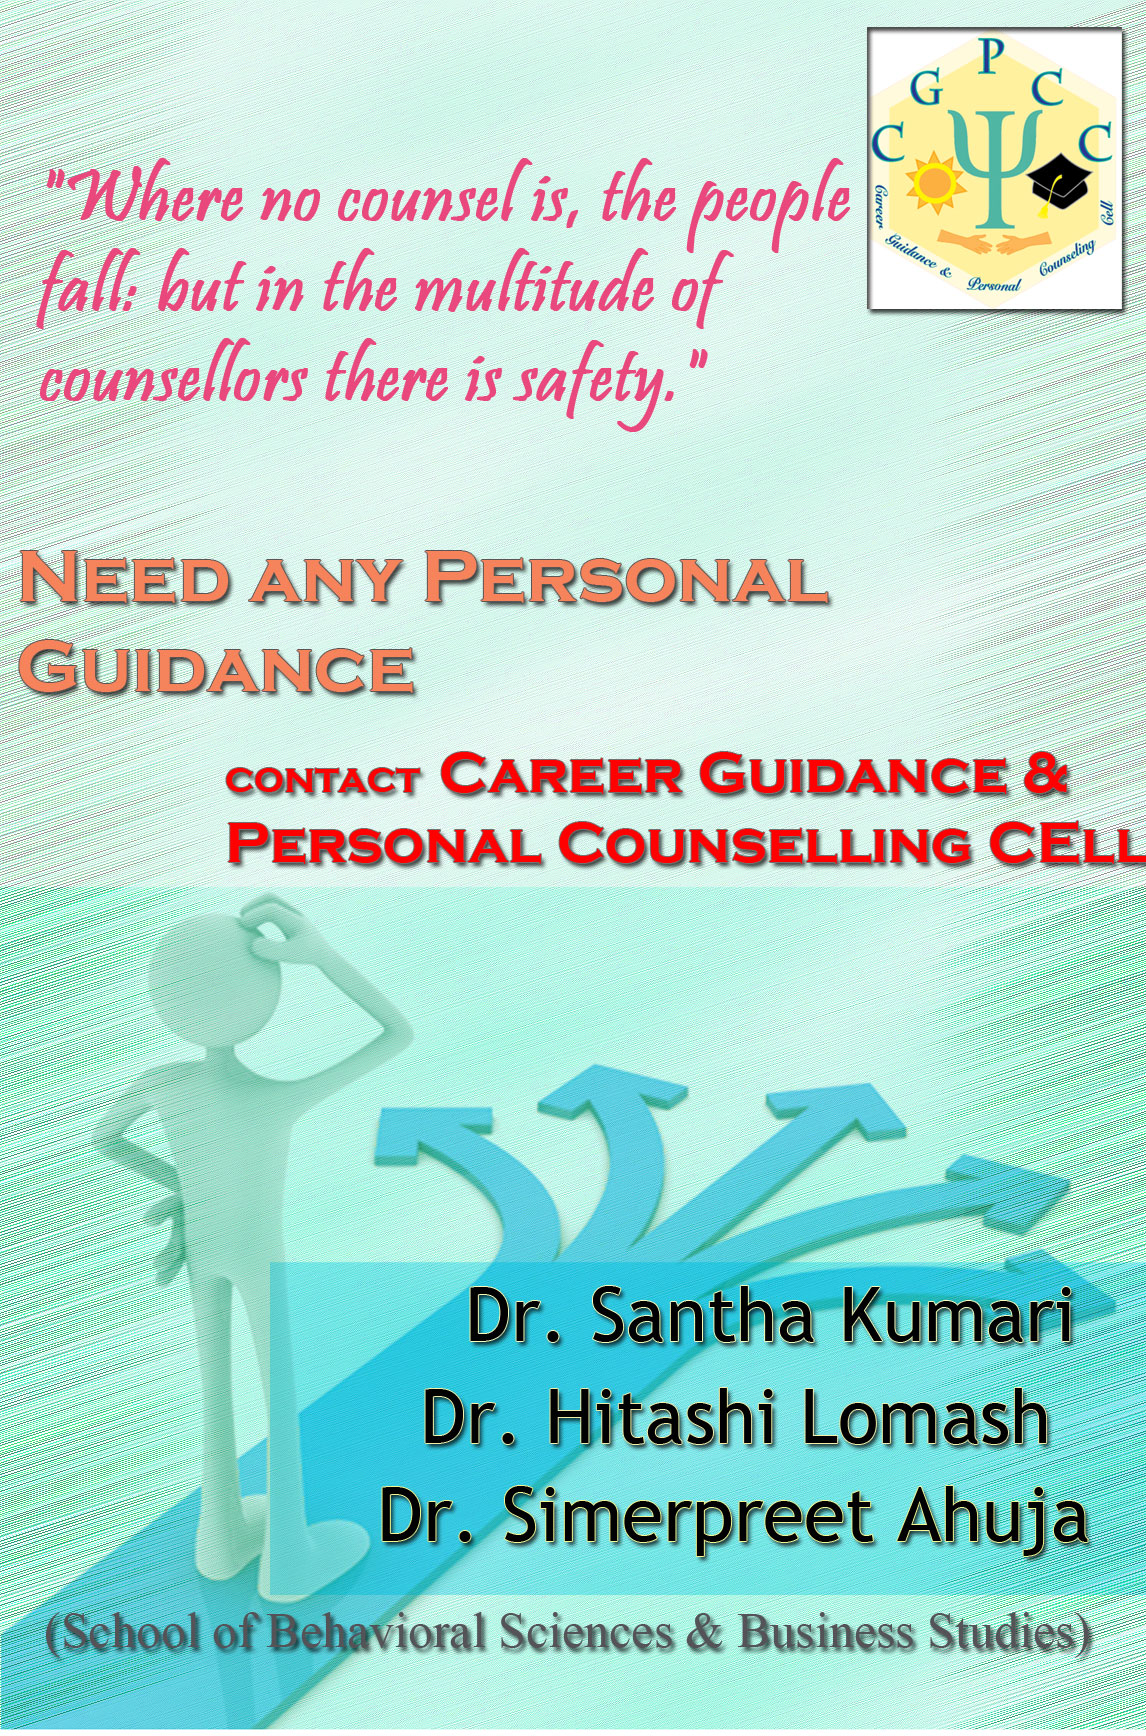 C G P C C
Career Guidance & Personal Counseling Cell
"Where no counsel is, the people
fall: but in the multitude of
counsellors there is safety."
Need any Personal
Guidance
contact Career Guidance &
Personal Counselling CEll
Dr. Santha Kumari
Dr. Hitashi Lomash
Dr. Simerpreet Ahuja
(School of Behavioral Sciences & Business Studies)